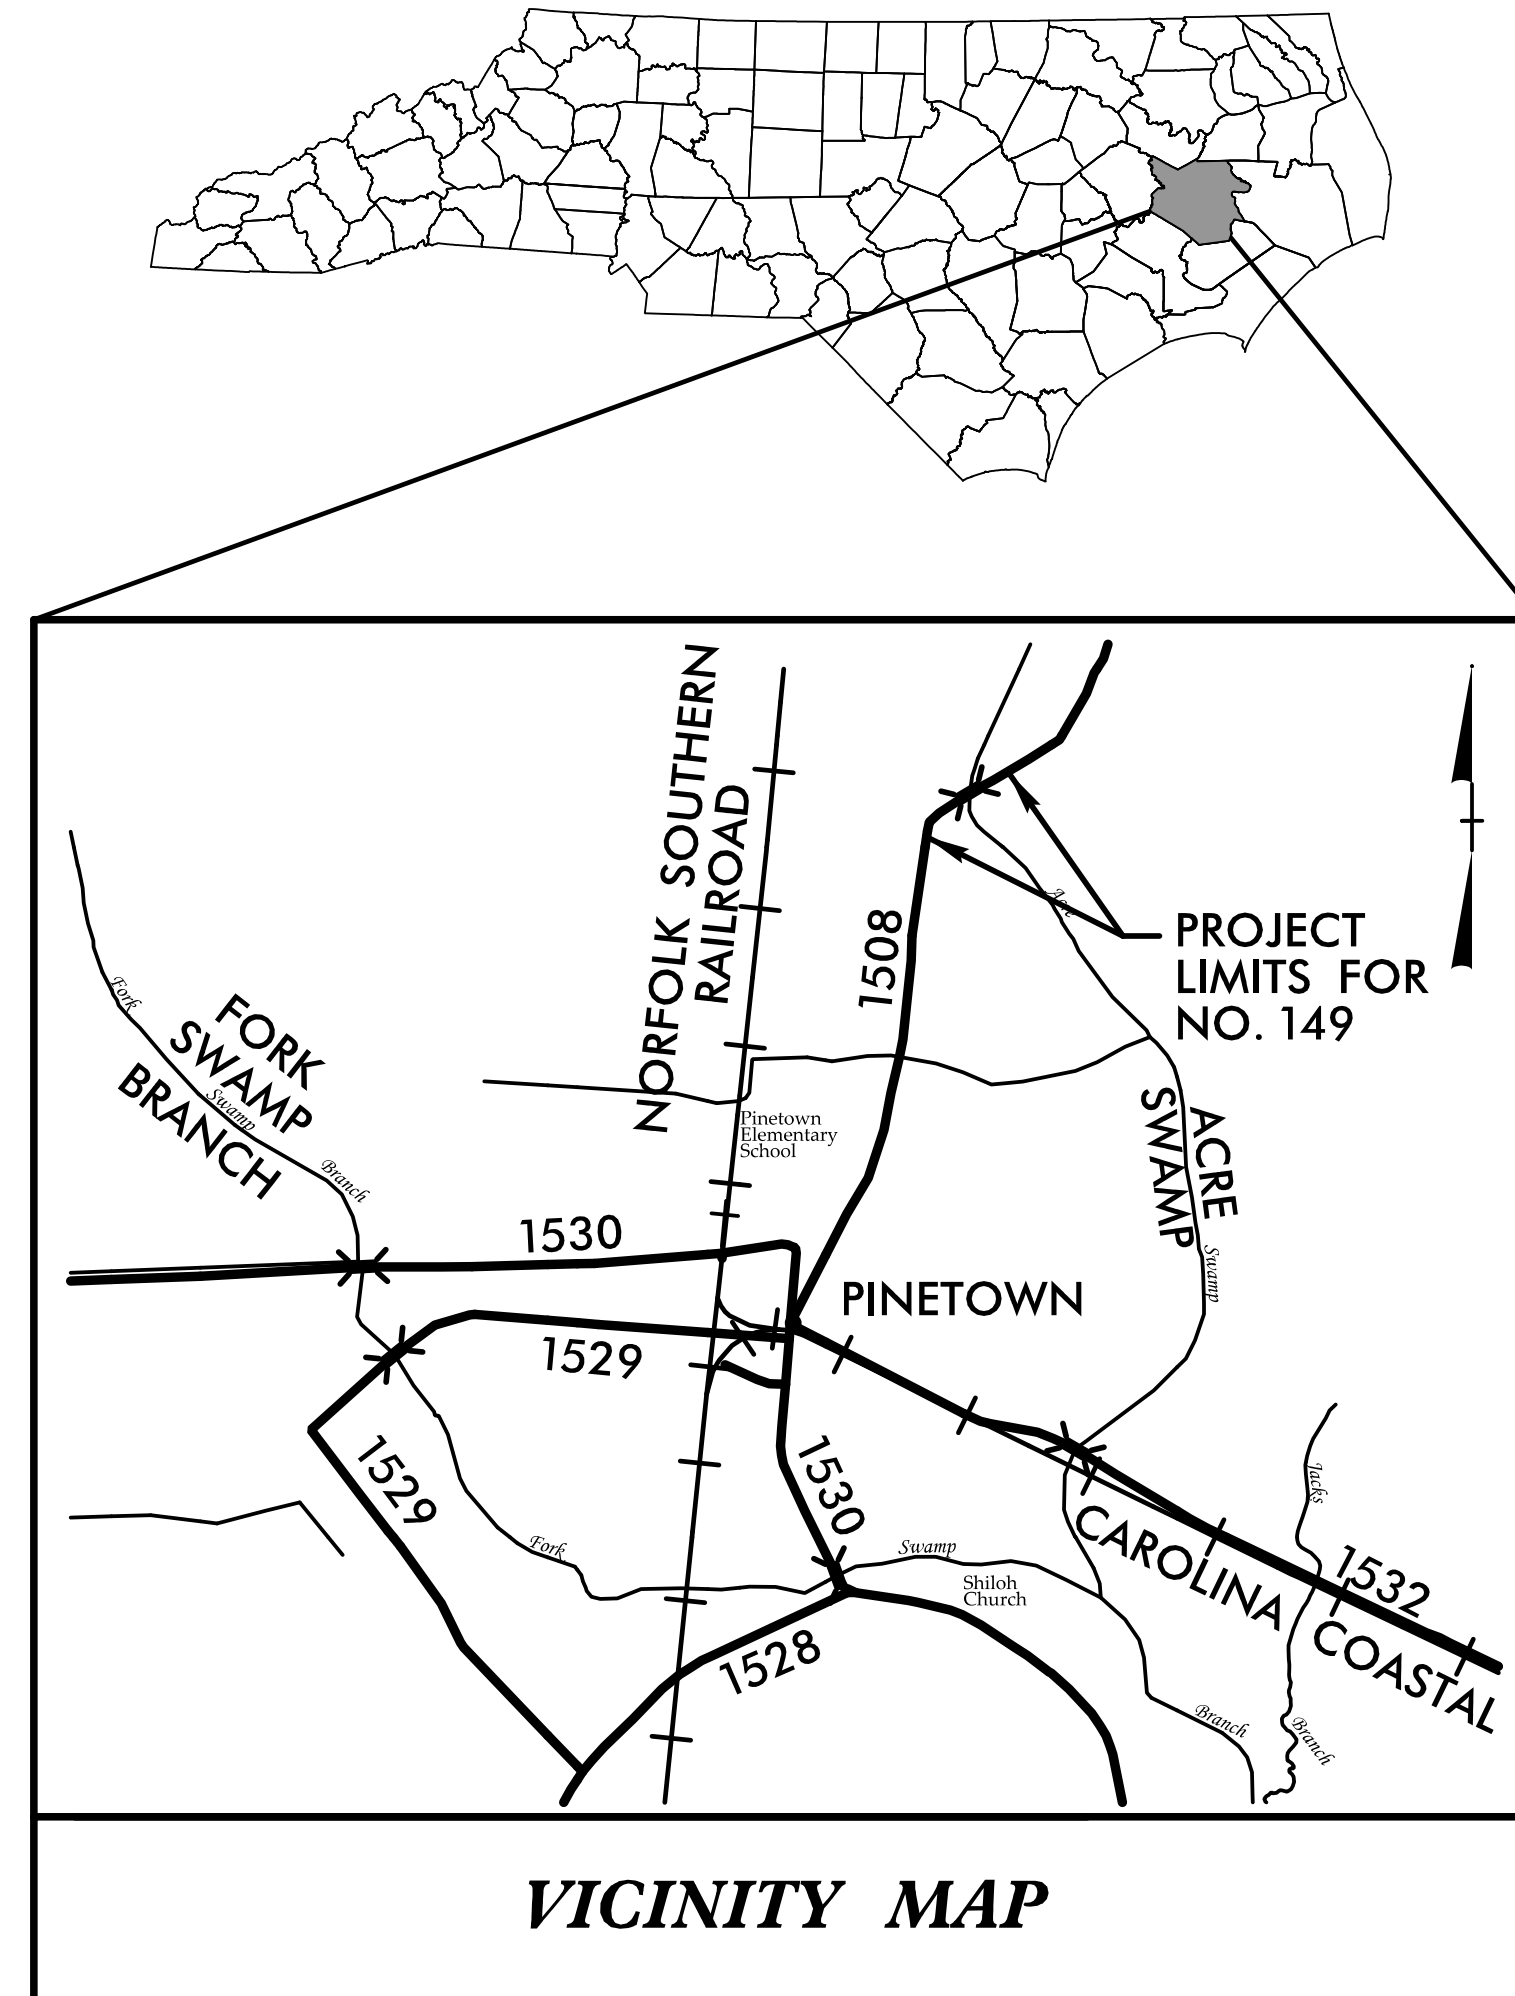 NORFOLK SOUTHERN
RAILROAD
Acre
1508
PROJECT
LIMITS FOR
NO. 149
Fork
FORK
SWAMP
BRANCH
Swamp
Branch
Pinetown
Elementary
School
ACRE
SWAMP
Swamp
1530
PINETOWN
1529
1529
1530
Jacks
CAROLINA COASTAL
1532
Fork
Swamp
Shiloh
Church
1528
Branch
Branch
VICINITY MAP